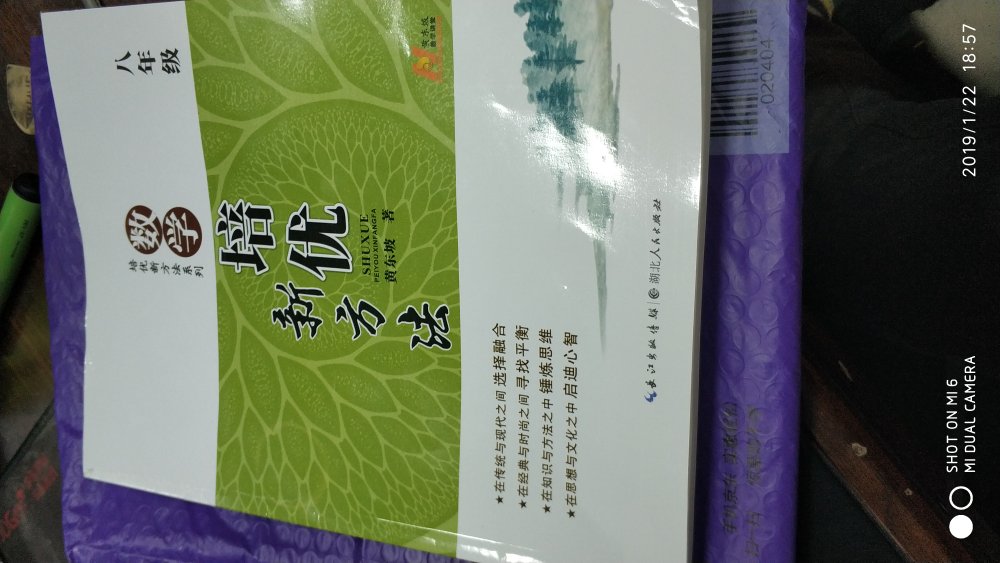 八年级
数学
培优新方法系列
培优
新方法
SHUXUE
PEIYOUXINFANGFA
黄东坡 著
★在传统与现代之间 选择融合
★在经典与时尚之间 寻找平衡
★在知识与方法之中 锤炼思维
★在思想与文化之中 启迪心智
长江出版传媒 湖北人民出版社
020404
SHOT ON MI 6
MI DUAL CAMERA
2019/1/22 18:57